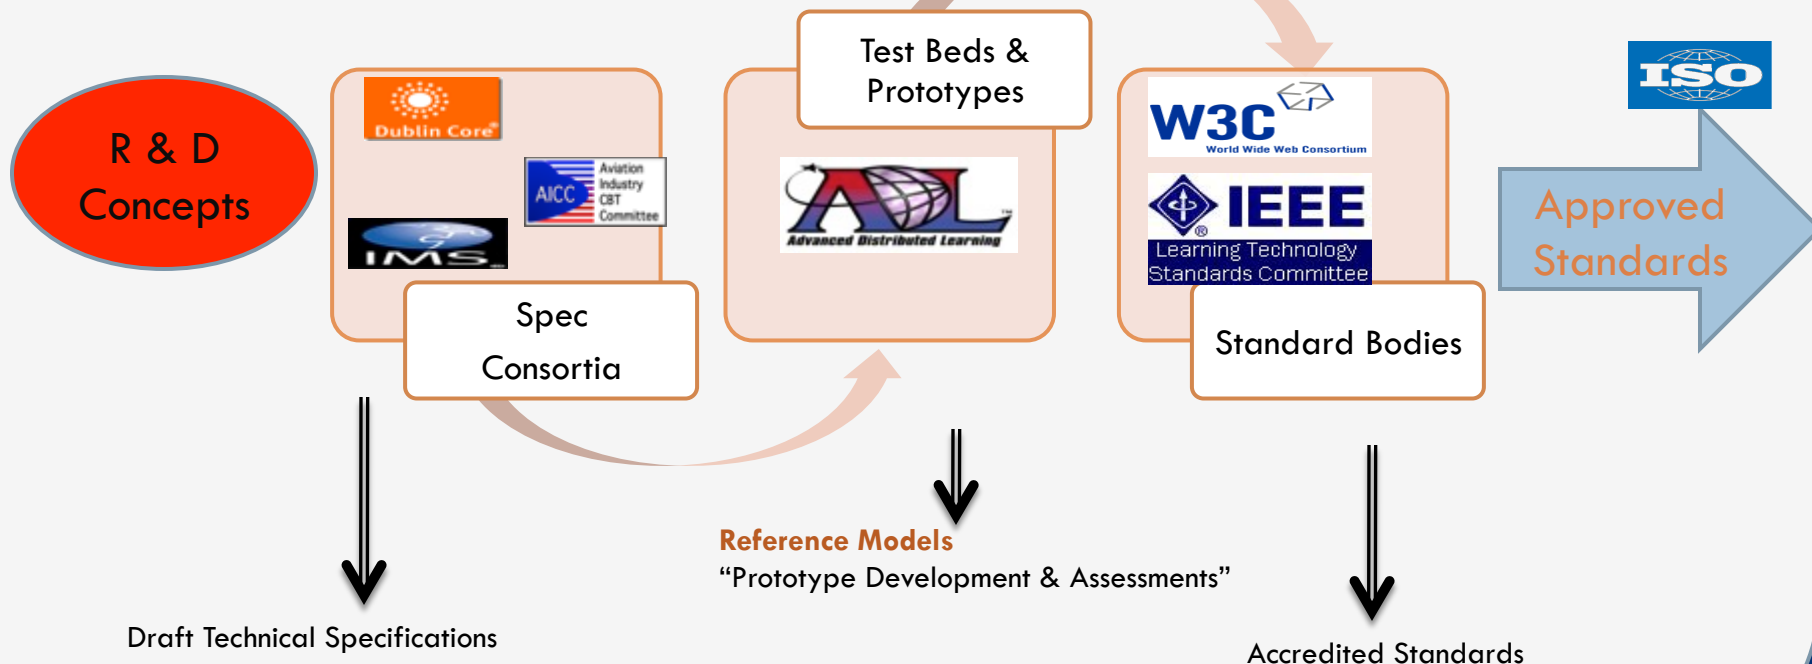 R & D
Concepts
Dublin Core®
AICC
Aviation
Industry
CBT
Committee
IMS
Spec
Consortia
Test Beds &
Prototypes
ADL™
Advanced Distributed Learning
W3C
World Wide Web Consortium
IEEE®
Learning Technology
Standards Committee
Standard Bodies
ISO
Approved
Standards
Draft Technical Specifications
Reference Models
“Prototype Development & Assessments”
Accredited Standards